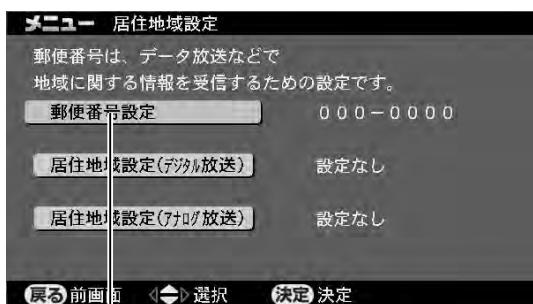 メニュー 居住地域設定
郵便番号は、データ放送などで
地域に関する情報を受信するための設定です。
郵便番号設定 000-0000
居住地域設定(ﾃﾞｼﾞﾀﾙ放送) 設定なし
居住地域設定(ｱﾅﾛｸﾞ放送) 設定なし
戻る 前画面 選択 決定 決定